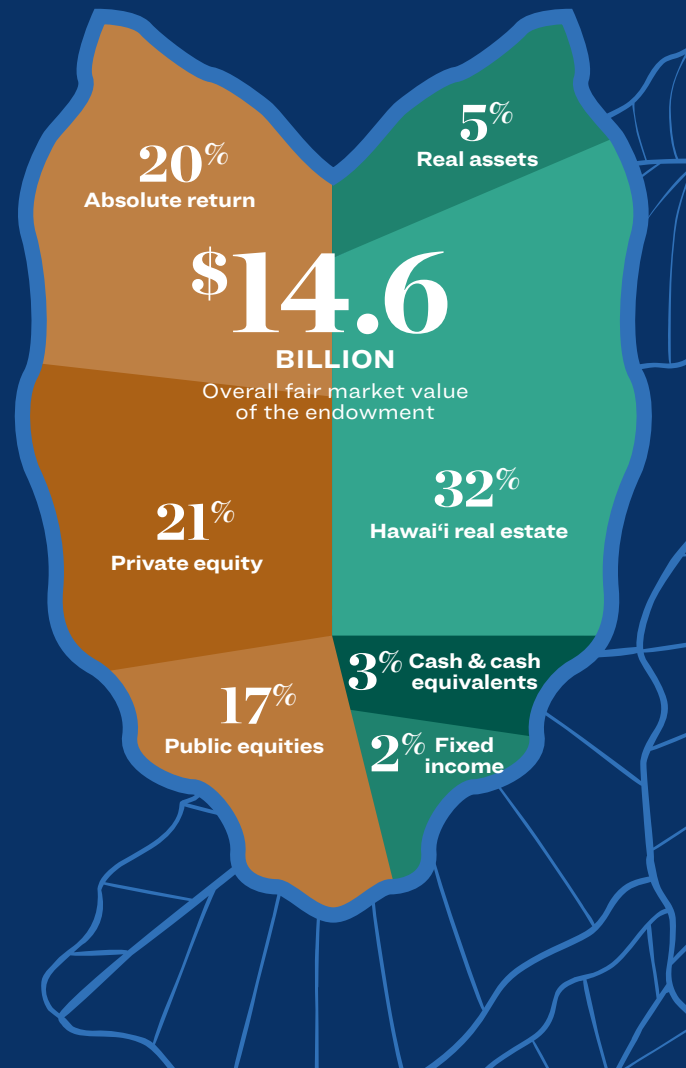 5%
Real assets
20%
Absolute return
$14.6
BILLION
Overall fair market value
of the endowment
32%
Hawai‘i real estate
21%
Private equity
3% Cash & cash
equivalents
17%
Public equities
2% Fixed
income